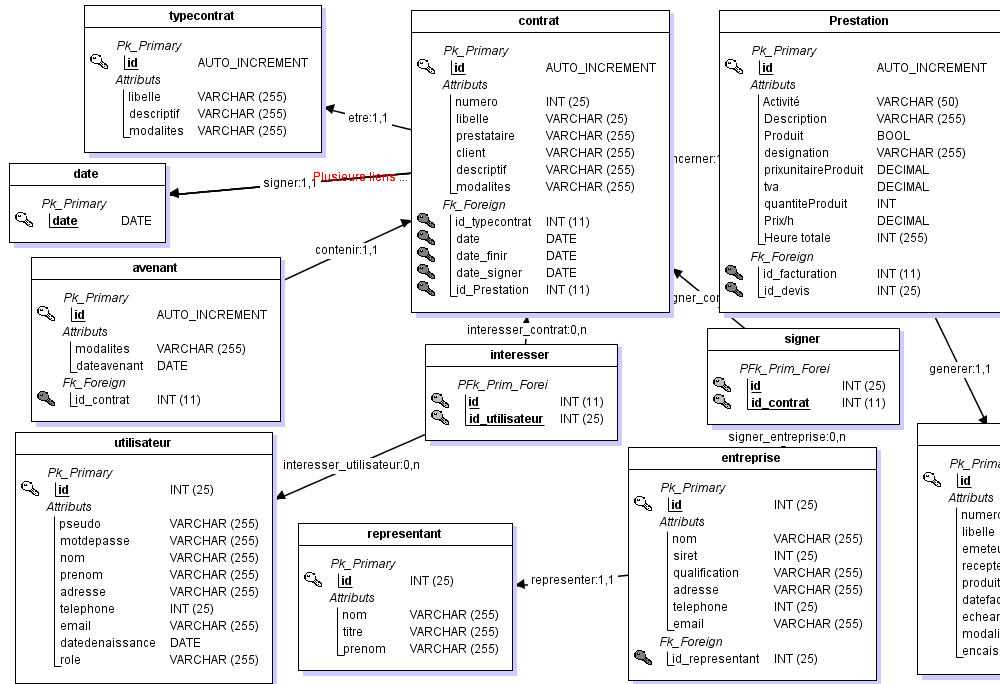 typecontrat
Pk_Primary
id AUTO_INCREMENT
Attributs
libelle VARCHAR (255)
descriptif VARCHAR (255)
modalites VARCHAR (255)
contrat
Pk_Primary
id AUTO_INCREMENT
Attributs
numero INT (25)
libelle VARCHAR (25)
prestataire VARCHAR (255)
client VARCHAR (255)
descriptif VARCHAR (255)
modalites VARCHAR (255)
Fk_Foreign
id_typecontrat INT (11)
date DATE
date_finir DATE
date_signer DATE
id_Prestation INT (11)
Prestation
Pk_Primary
id AUTO_INCREMENT
Attributs
Activité VARCHAR (50)
Description VARCHAR (255)
Produit BOOL
designation VARCHAR (255)
prixunitaireProduit DECIMAL
tva DECIMAL
quantiteProduit INT
Prix/h DECIMAL
Heure totale INT (255)
Fk_Foreign
id_facturation INT (11)
id_devis INT (25)
etre:1,1
ncerner:1
signer:1,1
Plusieurs liens ...
date
Pk_Primary
date DATE
contenir:1,1
avenant
Pk_Primary
id AUTO_INCREMENT
Attributs
modalites VARCHAR (255)
dateavenant DATE
Fk_Foreign
id_contrat INT (11)
gner_cor
interesser_contrat:0,n
interesser
PFk_Prim_Forei
id INT (11)
id_utilisateur INT (25)
signer
PFk_Prim_Forei
id INT (25)
id_contrat INT (11)
generer:1,1
signer_entreprise:0,n
interesser_utilisateur:0,n
utilisateur
Pk_Primary
id INT (25)
Attributs
pseudo VARCHAR (255)
motdepasse VARCHAR (255)
nom VARCHAR (255)
prenom VARCHAR (255)
adresse VARCHAR (255)
telephone INT (25)
email VARCHAR (255)
datedenaissance DATE
role VARCHAR (255)
representant
Pk_Primary
id INT (25)
Attributs
nom VARCHAR (255)
titre VARCHAR (255)
prenom VARCHAR (255)
representer:1,1
entreprise
Pk_Primary
id INT (25)
Attributs
nom VARCHAR (255)
siret INT (25)
qualification VARCHAR (255)
adresse VARCHAR (255)
telephone INT (25)
email VARCHAR (255)
Fk_Foreign
id_representant INT (25)
Pk_Prima
id
Attributs
numero
libelle
emeteu
recepte
produit
datefac
echear
modali
encais